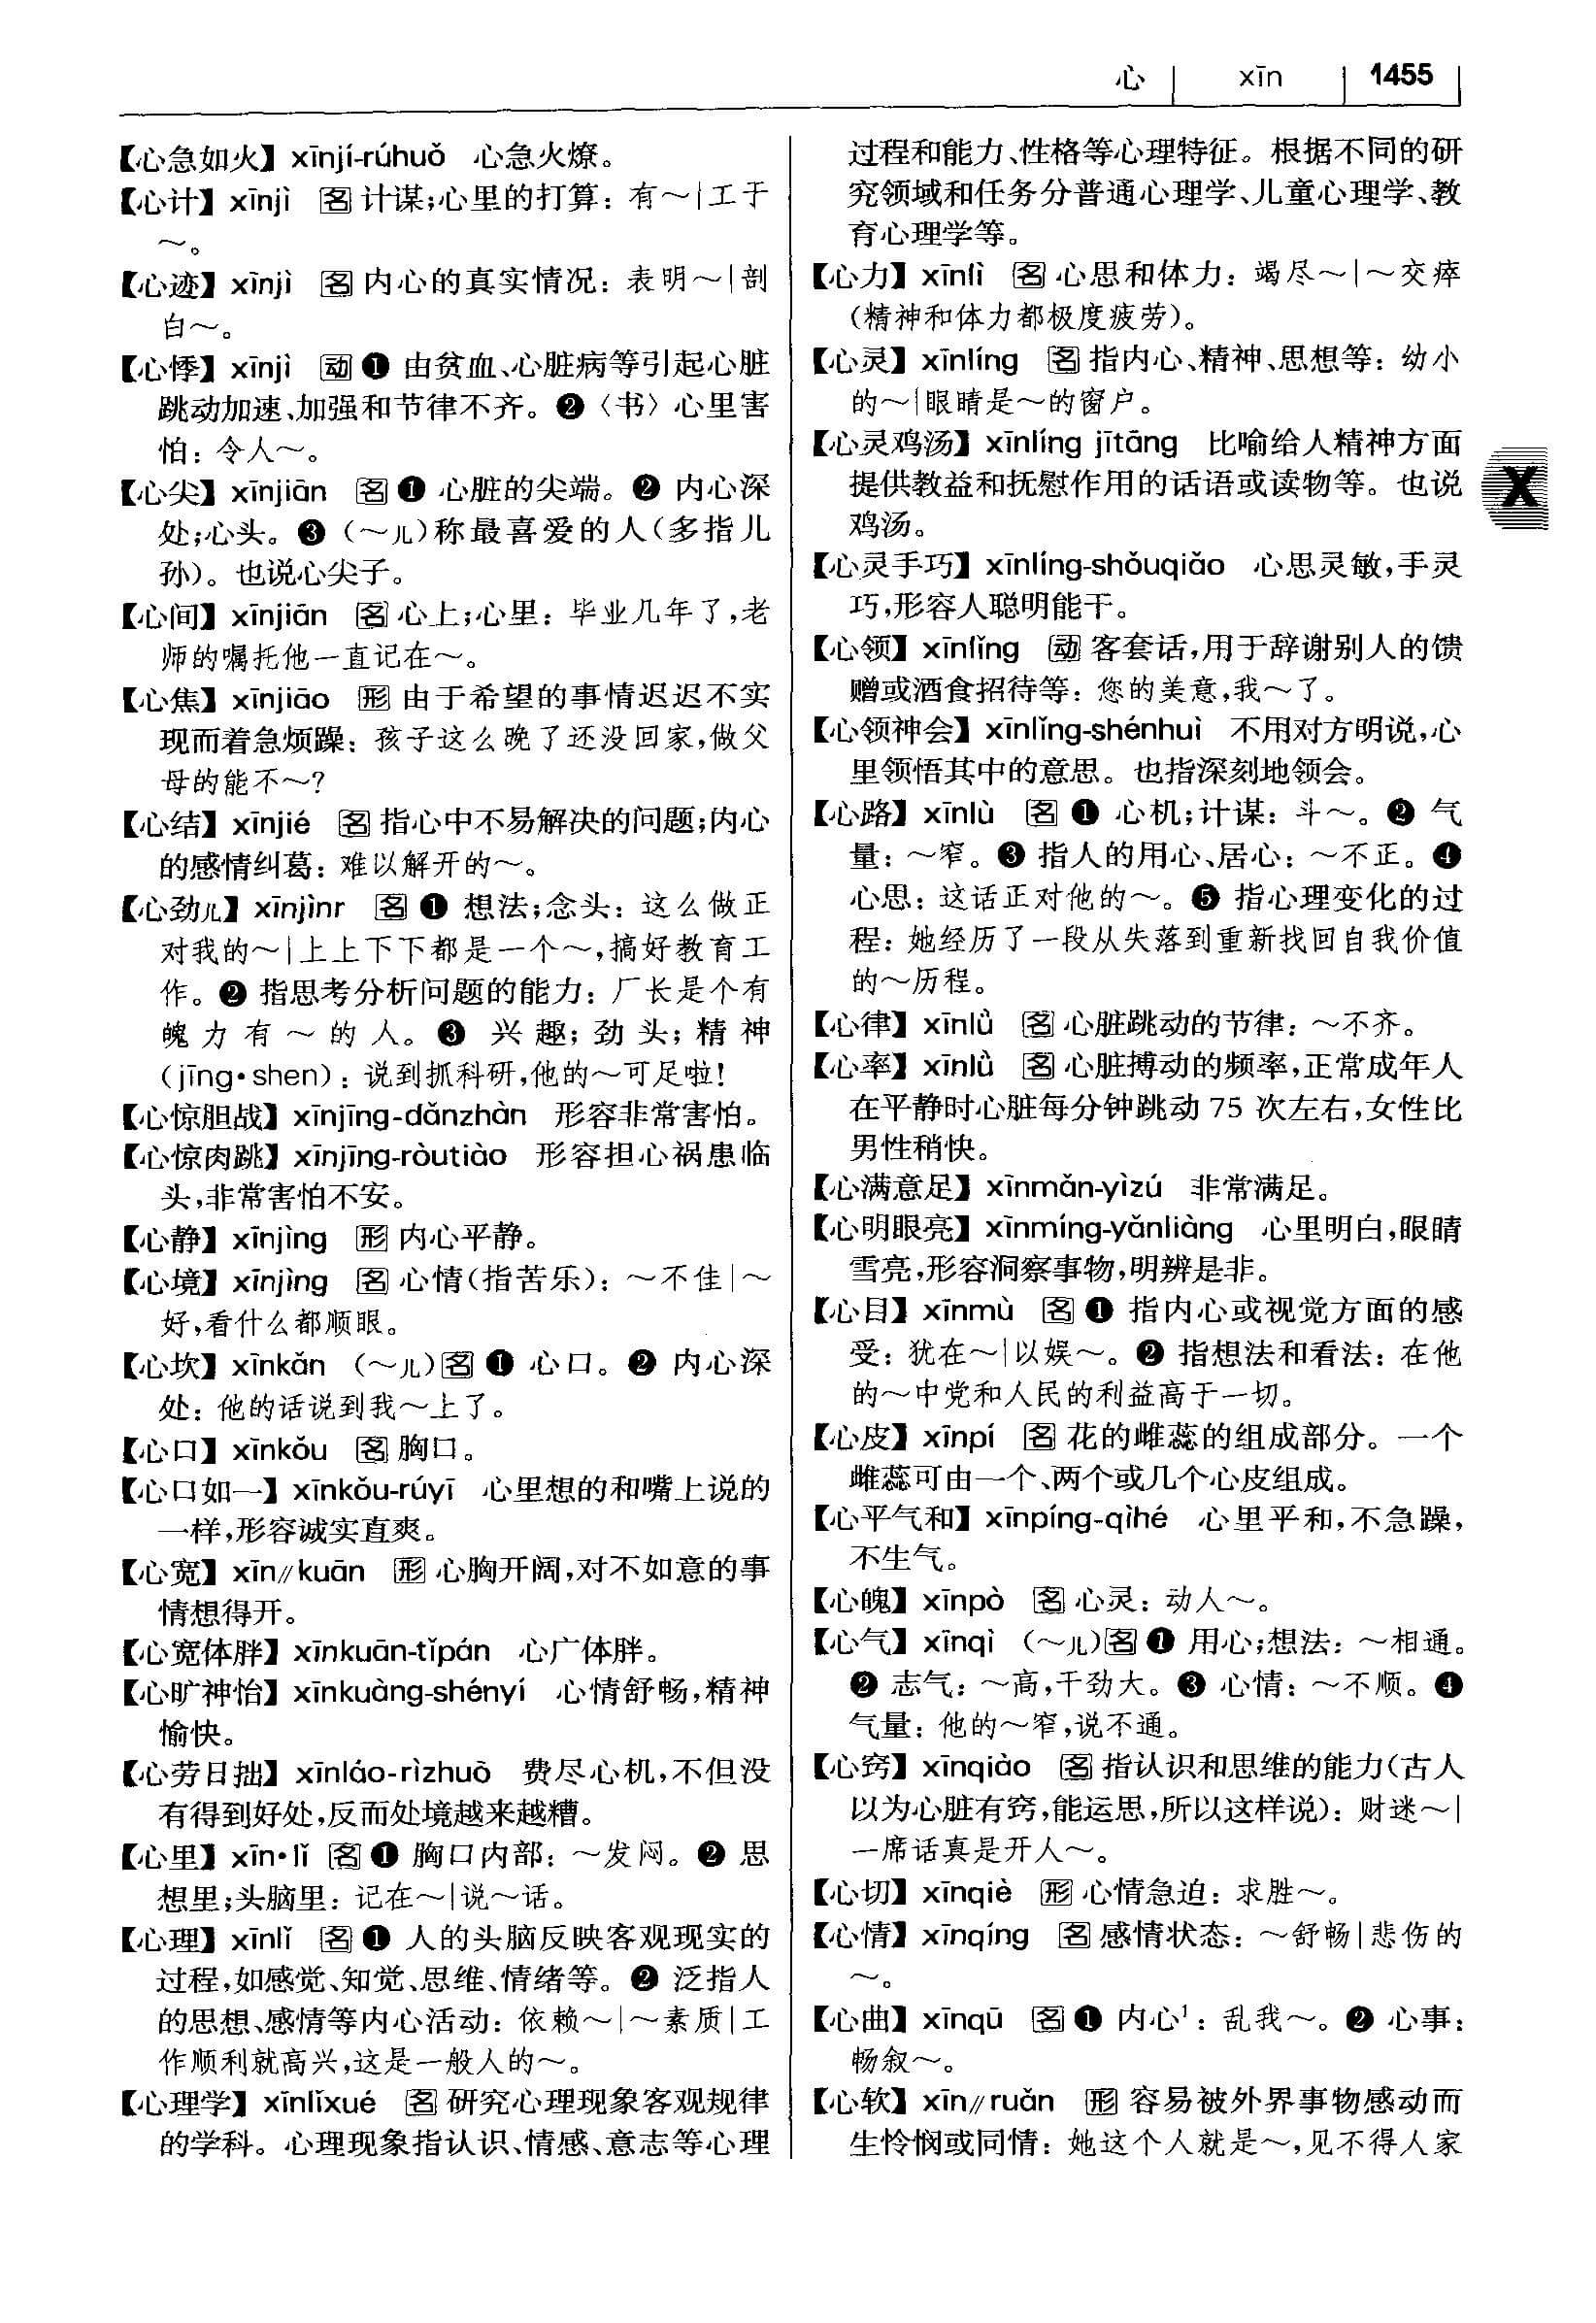 心 xīn 1455
【心急如火】xīnjí-rúhuǒ 心急火燎。
【心计】xīnjì 名 计谋;心里的打算：有～|工于
～。
【心迹】xīnjì 名 内心的真实情况：表明～|剖
白～。
【心悸】xīnjì 动 ❶ 由贫血、心脏病等引起心脏
跳动加速、加强和节律不齐。❷〈书〉心里害
怕：令人～。
【心尖】xīnjiān 名 ❶ 心脏的尖端。❷ 内心深
处;心头。❸（～儿）称最喜爱的人（多指儿
孙）。也说心尖子。
【心间】xīnjiān 名 心上;心里：毕业几年了,老
师的嘱托他一直记在～。
【心焦】xīnjiāo 形 由于希望的事情迟迟不实
现而着急烦躁：孩子这么晚了还没回家,做父
母的能不～?
【心结】xīnjié 名 指心中不易解决的问题;内心
的感情纠葛：难以解开的～。
【心劲儿】xīnjìnr 名 ❶ 想法;念头：这么做正
对我的～|上上下下都是一个～,搞好教育工
作。❷ 指思考分析问题的能力：厂长是个有
魄力有～的人。❸ 兴趣;劲头;精神
（jīng•shen）：说到抓科研,他的～可足啦!
【心惊胆战】xīnjīng-dǎnzhàn 形容非常害怕。
【心惊肉跳】xīnjīng-ròutiào 形容担心祸患临
头,非常害怕不安。
【心静】xīnjìng 形 内心平静。
【心境】xīnjìng 名 心情（指苦乐）：～不佳|～
好,看什么都顺眼。
【心坎】xīnkǎn （～儿）名 ❶ 心口。❷ 内心深
处：他的话说到我～上了。
【心口】xīnkǒu 名 胸口。
【心口如一】xīnkǒu-rúyī 心里想的和嘴上说的
一样,形容诚实直爽。
【心宽】xīn//kuān 形 心胸开阔,对不如意的事
情想得开。
【心宽体胖】xīnkuān-tǐpán 心广体胖。
【心旷神怡】xīnkuàng-shényí 心情舒畅,精神
愉快。
【心劳日拙】xīnláo-rìzhuō 费尽心机,不但没
有得到好处,反而处境越来越糟。
【心里】xīn•lǐ 名 ❶ 胸口内部：～发闷。❷ 思
想里;头脑里：记在～|说～话。
【心理】xīnlǐ 名 ❶ 人的头脑反映客观现实的
过程,如感觉、知觉、思维、情绪等。❷ 泛指人
的思想、感情等内心活动：依赖～|～素质|工
作顺利就高兴,这是一般人的～。
【心理学】xīnlǐxué 名 研究心理现象客观规律
的学科。心理现象指认识、情感、意志等心理
过程和能力、性格等心理特征。根据不同的研
究领域和任务分普通心理学、儿童心理学、教
育心理学等。
【心力】xīnlì 名 心思和体力：竭尽～|～交瘁
（精神和体力都极度疲劳）。
【心灵】xīnlíng 名 指内心、精神、思想等：幼小
的～|眼睛是～的窗户。
【心灵鸡汤】xīnlíng jītāng 比喻给人精神方面
提供教益和抚慰作用的话语或读物等。也说
鸡汤。
【心灵手巧】xīnlíng-shǒuqiǎo 心思灵敏,手灵
巧,形容人聪明能干。
【心领】xīnlǐng 动 客套话,用于辞谢别人的馈
赠或酒食招待等：您的美意,我～了。
【心领神会】xīnlǐng-shénhuì 不用对方明说,心
里领悟其中的意思。也指深刻地领会。
【心路】xīnlù 名 ❶ 心机;计谋：斗～。❷ 气
量：～窄。❸ 指人的用心、居心：～不正。❹
心思：这话正对他的～。❺ 指心理变化的过
程：她经历了一段从失落到重新找回自我价值
的～历程。
【心律】xīnlǜ 名 心脏跳动的节律：～不齐。
【心率】xīnlǜ 名 心脏搏动的频率,正常成年人
在平静时心脏每分钟跳动 75 次左右,女性比
男性稍快。
【心满意足】xīnmǎn-yìzú 非常满足。
【心明眼亮】xīnmíng-yǎnliàng 心里明白,眼睛
雪亮,形容洞察事物,明辨是非。
【心目】xīnmù 名 ❶ 指内心或视觉方面的感
受：犹在～|以娱～。❷ 指想法和看法：在他
的～中党和人民的利益高于一切。
【心皮】xīnpí 名 花的雌蕊的组成部分。一个
雌蕊可由一个、两个或几个心皮组成。
【心平气和】xīnpíng-qìhé 心里平和,不急躁,
不生气。
【心魄】xīnpò 名 心灵：动人～。
【心气】xīnqì （～儿）名 ❶ 用心;想法：～相通。
❷ 志气：～高,干劲大。❸ 心情：～不顺。❹
气量：他的～窄,说不通。
【心窍】xīnqiào 名 指认识和思维的能力（古人
以为心脏有窍,能运思,所以这样说）：财迷～|
一席话真是开人～。
【心切】xīnqiè 形 心情急迫：求胜～。
【心情】xīnqíng 名 感情状态：～舒畅|悲伤的
～。
【心曲】xīnqū 名 ❶ 内心¹：乱我～。❷ 心事：
畅叙～。
【心软】xīn//ruǎn 形 容易被外界事物感动而
生怜悯或同情：她这个人就是～,见不得人家
X